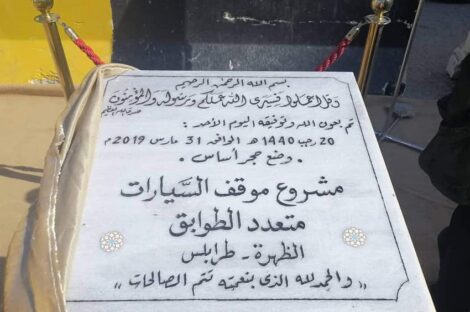 بسم الله الرحمن الرحيم
وقل اعملوا فسيرى الله عملكم ورسوله والمؤمنون
صدق الله العظيم
تم بعون الله وتوفيقه اليوم الأحد :
20 رجب 1440 هـ الموافق 31 مارس 2019 م
• وضع حجر أساس •
مشروع موقف السيارات
متعدد الطوابق
الظهرة - طرابلس
" والحمد لله الذي بنعمته تتم الصالحات "